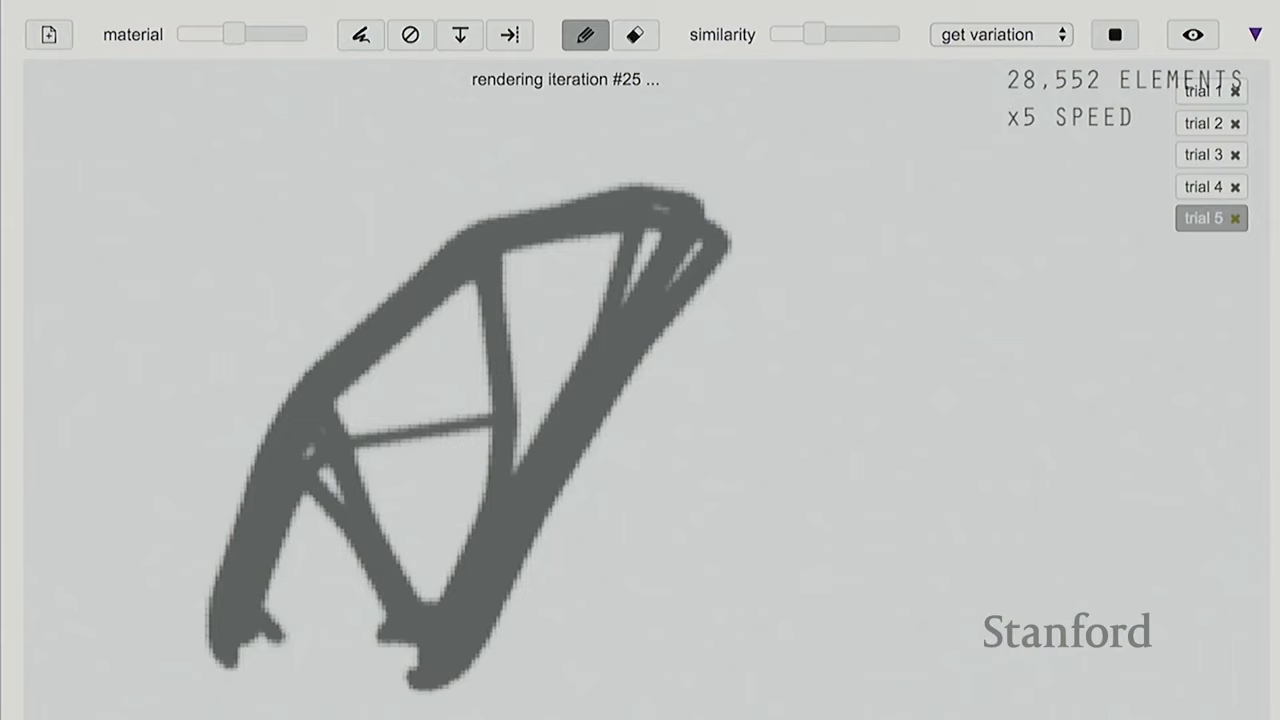 material
similarity
get variation
rendering iteration #25 ...
28,552 ELEMENTS
x5 SPEED
trial 1
trial 2
trial 3
trial 4
trial 5
Stanford